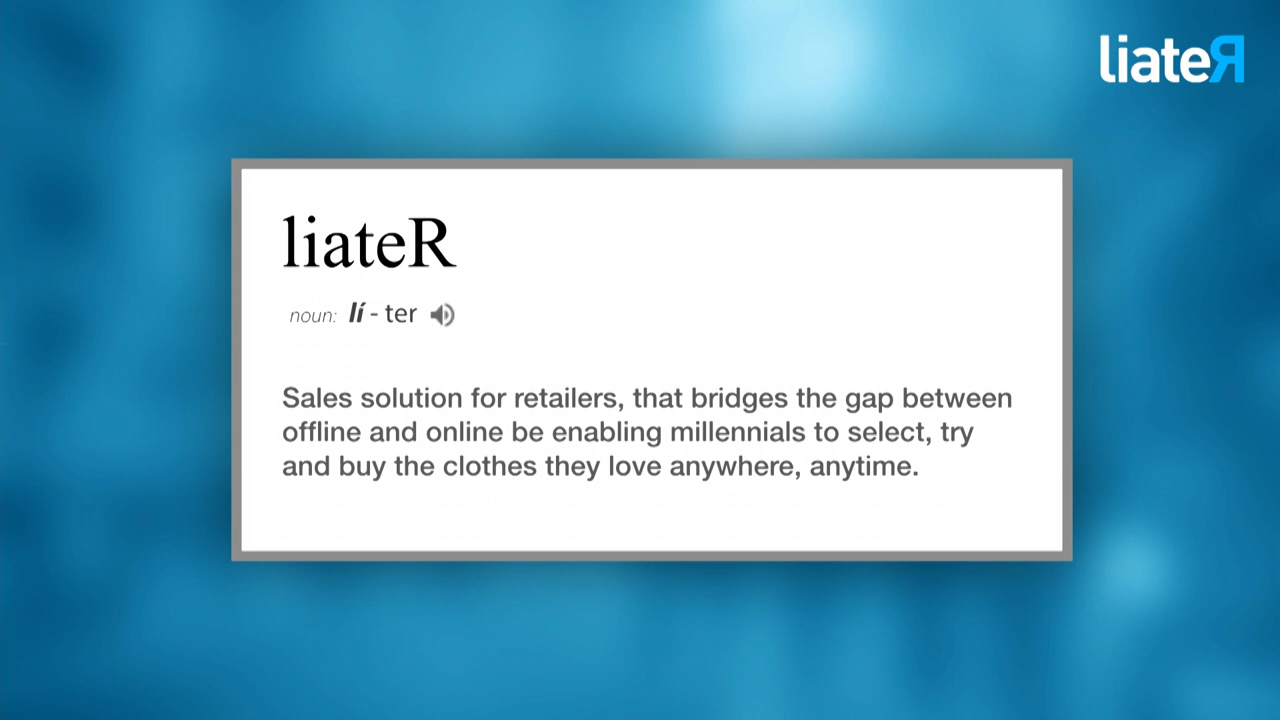 liateR
liateR
noun: lí - ter
Sales solution for retailers, that bridges the gap between
offline and online be enabling millennials to select, try
and buy the clothes they love anywhere, anytime.